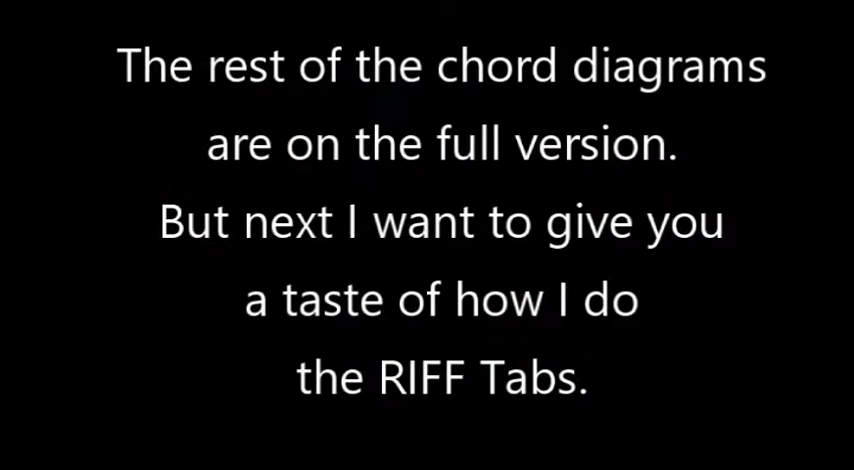 The rest of the chord diagrams
are on the full version.
But next I want to give you
a taste of how I do
the RIFF Tabs.